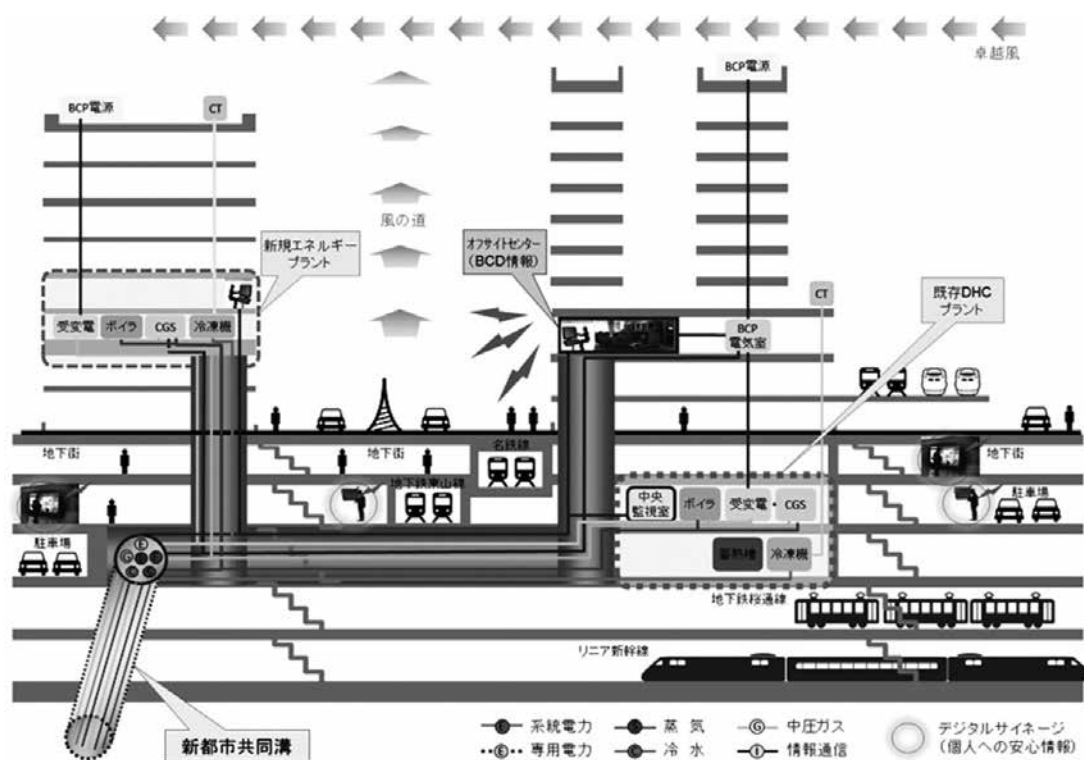 卓越風
BCP電源
BCP電源
CT
風の道
新規エネルギー
プラント
オフサイトセンター
(BCD情報)
CT
既存DHC
プラント
受変電
ボイラ
CGS
冷凍機
BCP
電気室
地下街
地下街
名鉄線
地下街
地下鉄東山線
駐車場
中央
監視室
ボイラ
受変電・CGS
駐車場
蓄熱槽
冷凍機
E
G
地下鉄桜通線
リニア新幹線
新都市共同溝
E 系統電力
S 蒸気
G 中圧ガス
E 専用電力
C 冷水
I 情報通信
デジタルサイネージ
(個人への安心情報)